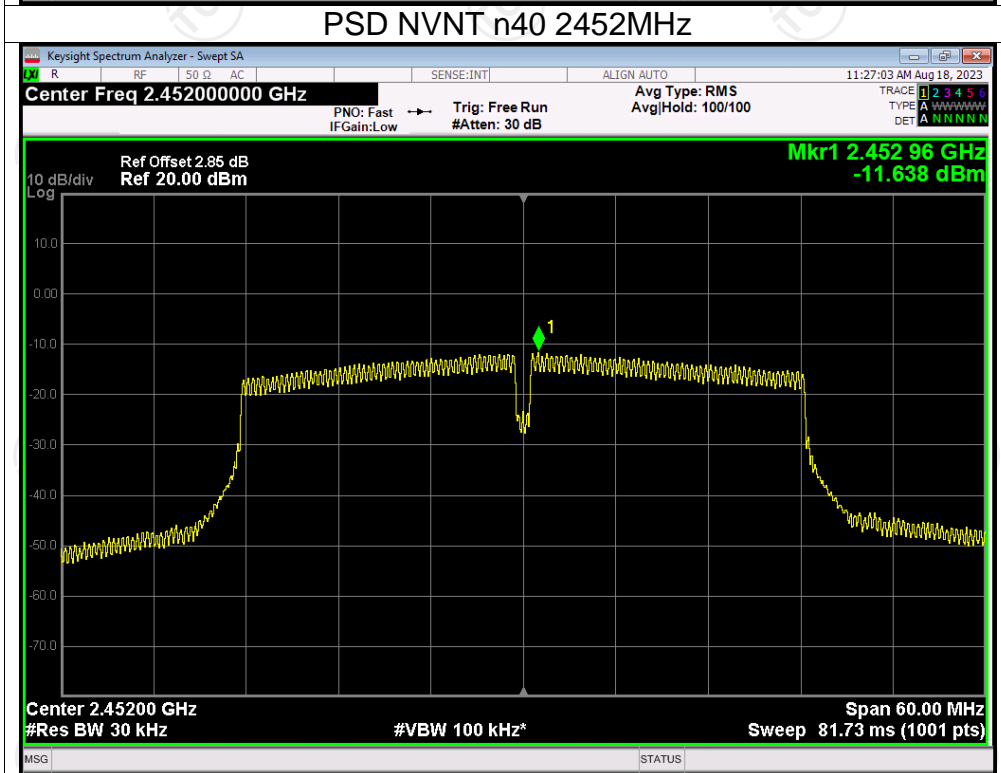 PSD NVNT n40 2452MHz
Keysight Spectrum Analyzer - Swept SA
LXI R RF 50 Ω AC SENSE:INT ALIGN AUTO 11:27:03 AM Aug 18, 2023
Center Freq 2.452000000 GHz Avg Type: RMS TRACE 1 2 3 4 5 6
PNO: Fast Trig: Free Run Avg|Hold: 100/100 TYPE A WWWWW
IFGain:Low #Atten: 30 dB DET A N N N N N
Mkr1 2.452 96 GHz
Ref Offset 2.85 dB
10 dB/div Ref 20.00 dBm -11.638 dBm
Log
10.0
0.00
1
-10.0
-20.0
-30.0
-40.0
-50.0
-60.0
-70.0
Center 2.45200 GHz Span 60.00 MHz
#Res BW 30 kHz #VBW 100 kHz* Sweep 81.73 ms (1001 pts)
MSG STATUS